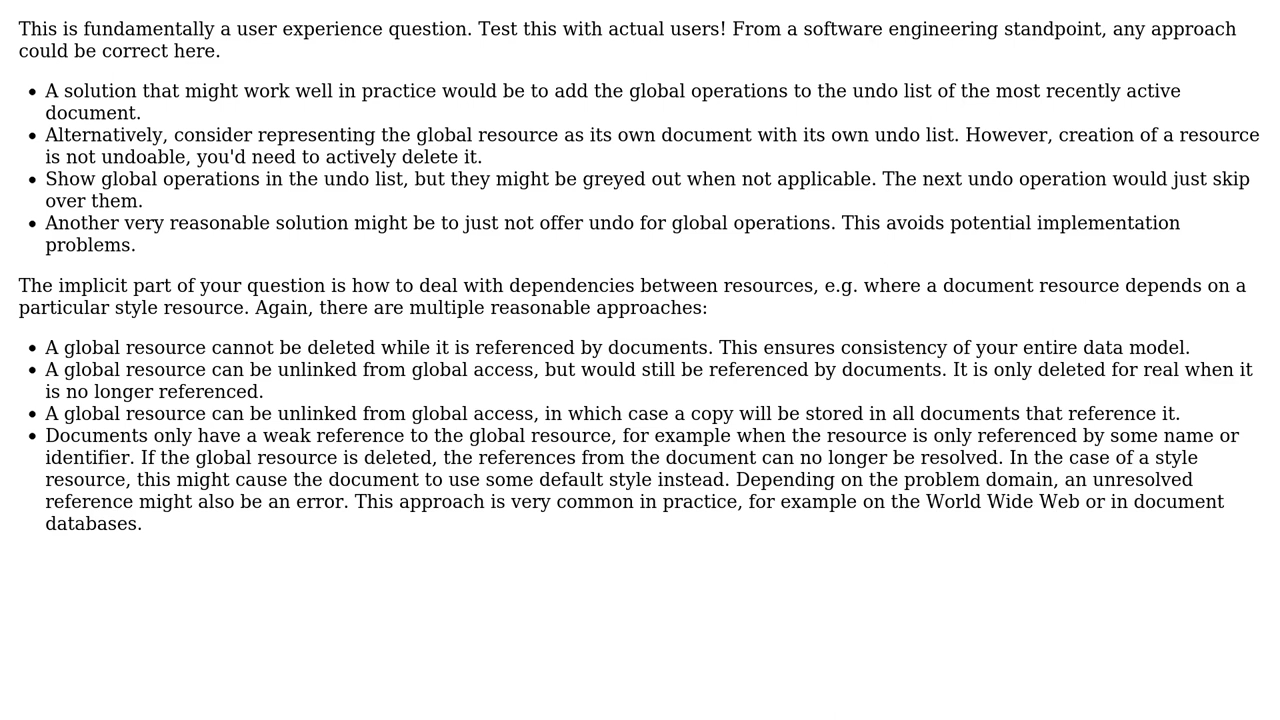 This is fundamentally a user experience question. Test this with actual users! From a software engineering standpoint, any approach
could be correct here.
• A solution that might work well in practice would be to add the global operations to the undo list of the most recently active
document.
• Alternatively, consider representing the global resource as its own document with its own undo list. However, creation of a resource
is not undoable, you'd need to actively delete it.
• Show global operations in the undo list, but they might be greyed out when not applicable. The next undo operation would just skip
over them.
• Another very reasonable solution might be to just not offer undo for global operations. This avoids potential implementation
problems.
The implicit part of your question is how to deal with dependencies between resources, e.g. where a document resource depends on a
particular style resource. Again, there are multiple reasonable approaches:
• A global resource cannot be deleted while it is referenced by documents. This ensures consistency of your entire data model.
• A global resource can be unlinked from global access, but would still be referenced by documents. It is only deleted for real when it
is no longer referenced.
• A global resource can be unlinked from global access, in which case a copy will be stored in all documents that reference it.
• Documents only have a weak reference to the global resource, for example when the resource is only referenced by some name or
identifier. If the global resource is deleted, the references from the document can no longer be resolved. In the case of a style
resource, this might cause the document to use some default style instead. Depending on the problem domain, an unresolved
reference might also be an error. This approach is very common in practice, for example on the World Wide Web or in document
databases.